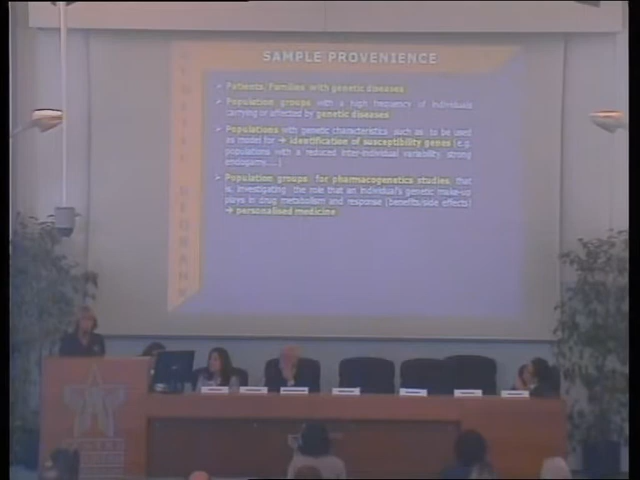 SAMPLE PROVENIENCE
Patients/Families with genetic diseases
Population groups with a high frequency of individuals
carrying or affected by genetic diseases
Populations with genetic characteristics such as to be used
as model for → identification of susceptibility genes (e.g.
populations with a reduced inter-individual variability, strong
endogamy...)
Population groups for pharmacogenetics studies that
is, investigating the role that an individual's genetic make-up
plays in drug metabolism and response (benefits/side effects)
→ personalised medicine